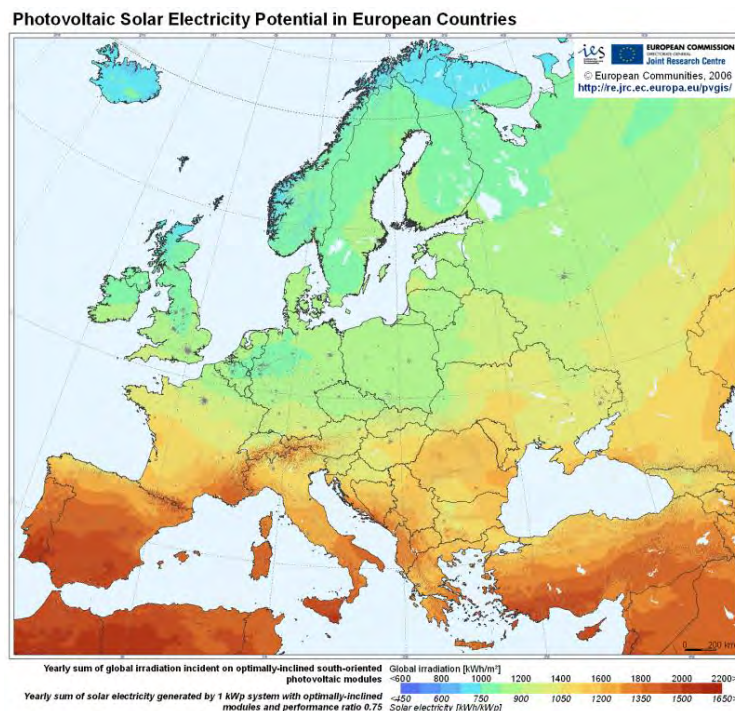 Photovoltaic Solar Electricity Potential in European Countries
ies
EUROPEAN COMMISSION
DIRECTORATE-GENERAL
Joint Research Centre
© European Communities, 2006
http://re.jrc.ec.europa.eu/pvgis/
0 200 km
Yearly sum of global irradiation incident on optimally-inclined south-oriented
photovoltaic modules
Yearly sum of solar electricity generated by 1 kWp system with optimally-inclined
modules and performance ratio 0.75
Global irradiation [kWh/m²]
<600 800 1000 1200 1400 1600 1800 2000 2200>
<450 600 750 900 1050 1200 1350 1500 1650>
Solar electricity [kWh/kWp]